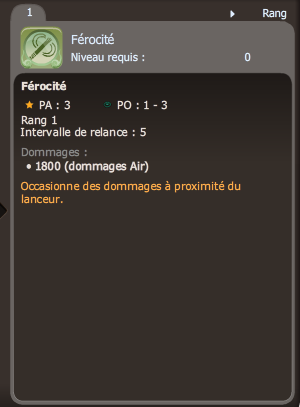 1 Rang
Férocité
Niveau requis : 0
Férocité
PA : 3 PO : 1 - 3
Rang 1
Intervalle de relance : 5
Dommages :
• 1800 (dommages Air)
Occasionne des dommages à proximité du
lanceur.